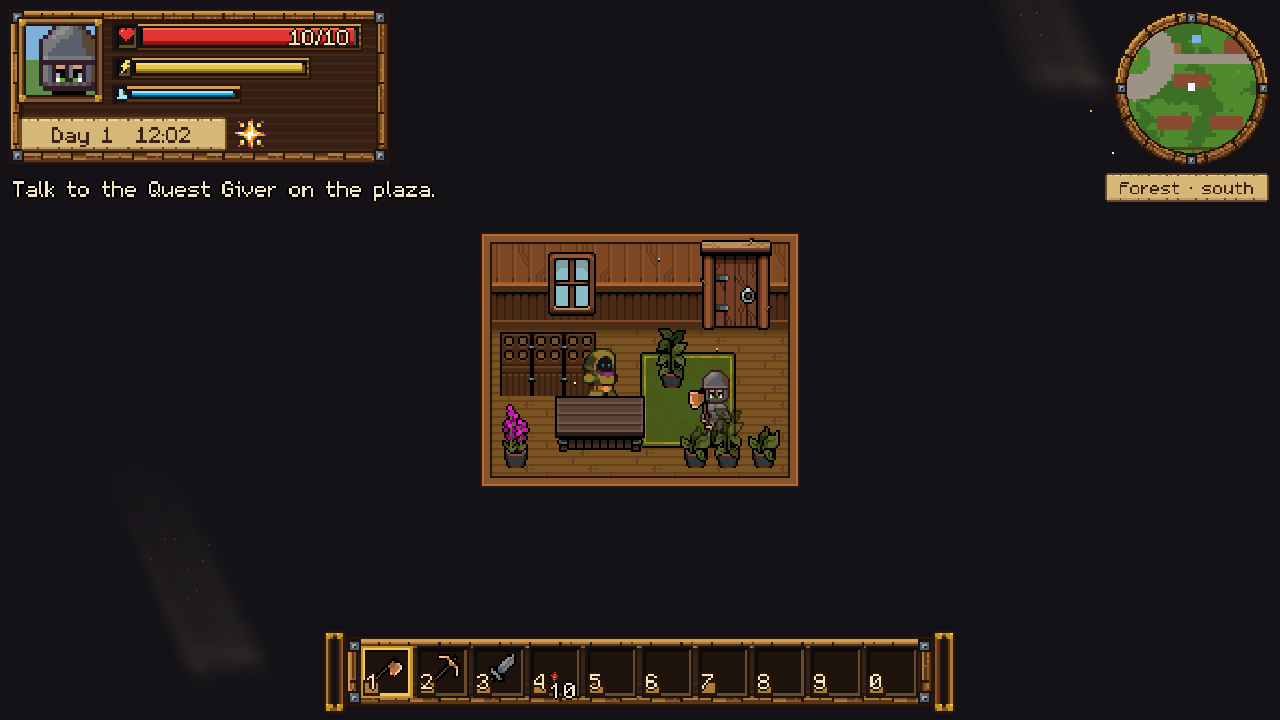 10/10
Day 1 12:02
Talk to the Quest Giver on the plaza.
Forest · south
1 2 3 4 10 5 6 7 8 9 0